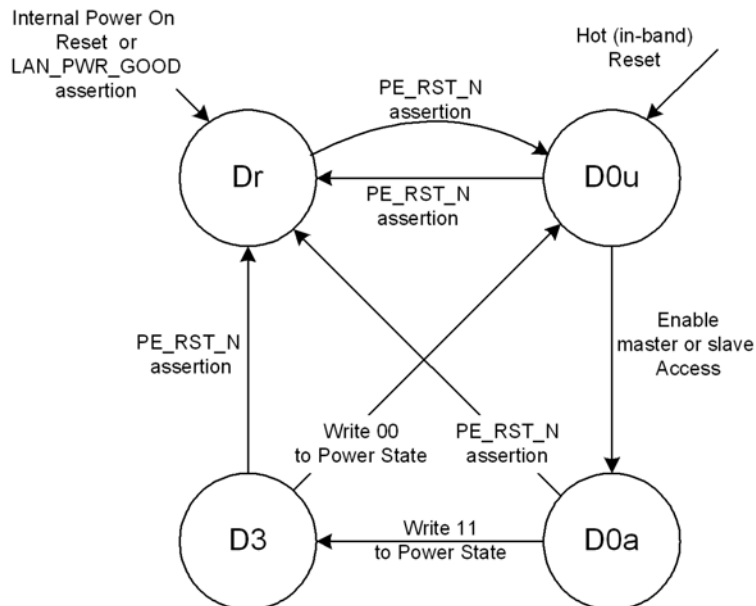 Internal Power On
Reset or
LAN_PWR_GOOD
assertion
Hot (in-band)
Reset
PE_RST_N
assertion
Dr
D0u
PE_RST_N
assertion
PE_RST_N
assertion
Enable
master or slave
Access
Write 00
to Power State
PE_RST_N
assertion
D3
Write 11
to Power State
D0a